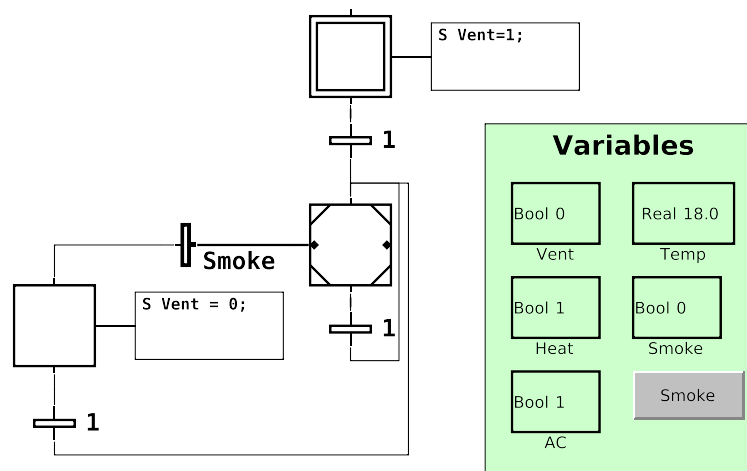 S Vent=1;
1
Variables
Bool 0
Real 18.0
Vent
Temp
Smoke
S Vent = 0;
1
Bool 1
Bool 0
Heat
Smoke
Bool 1
Smoke
AC
1